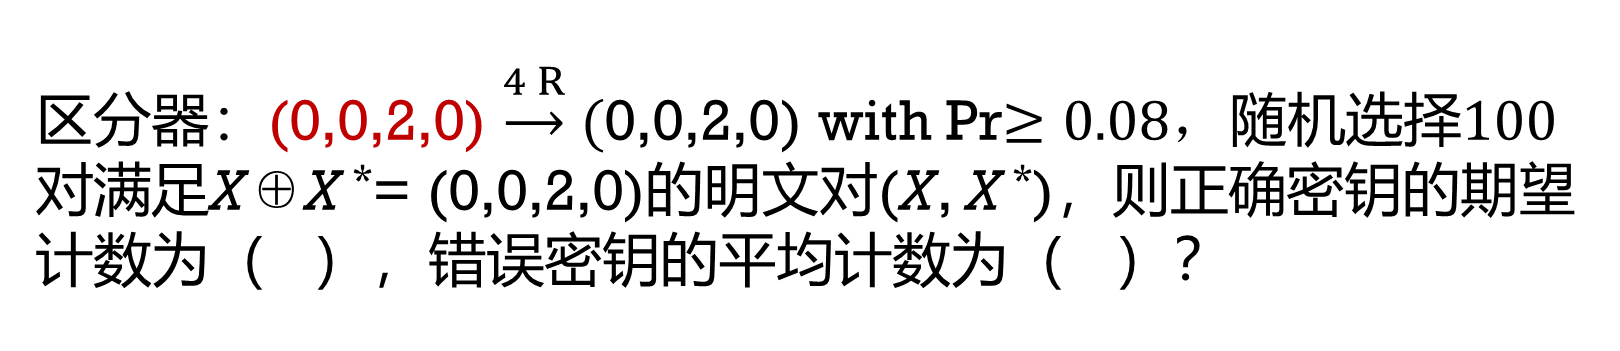 4 R
区分器：(0,0,2,0) ⟶ (0,0,2,0) with Pr≥ 0.08，随机选择100
对满足X⊕X*= (0,0,2,0)的明文对(X, X*)，则正确密钥的期望
计数为（ ），错误密钥的平均计数为（ ）？